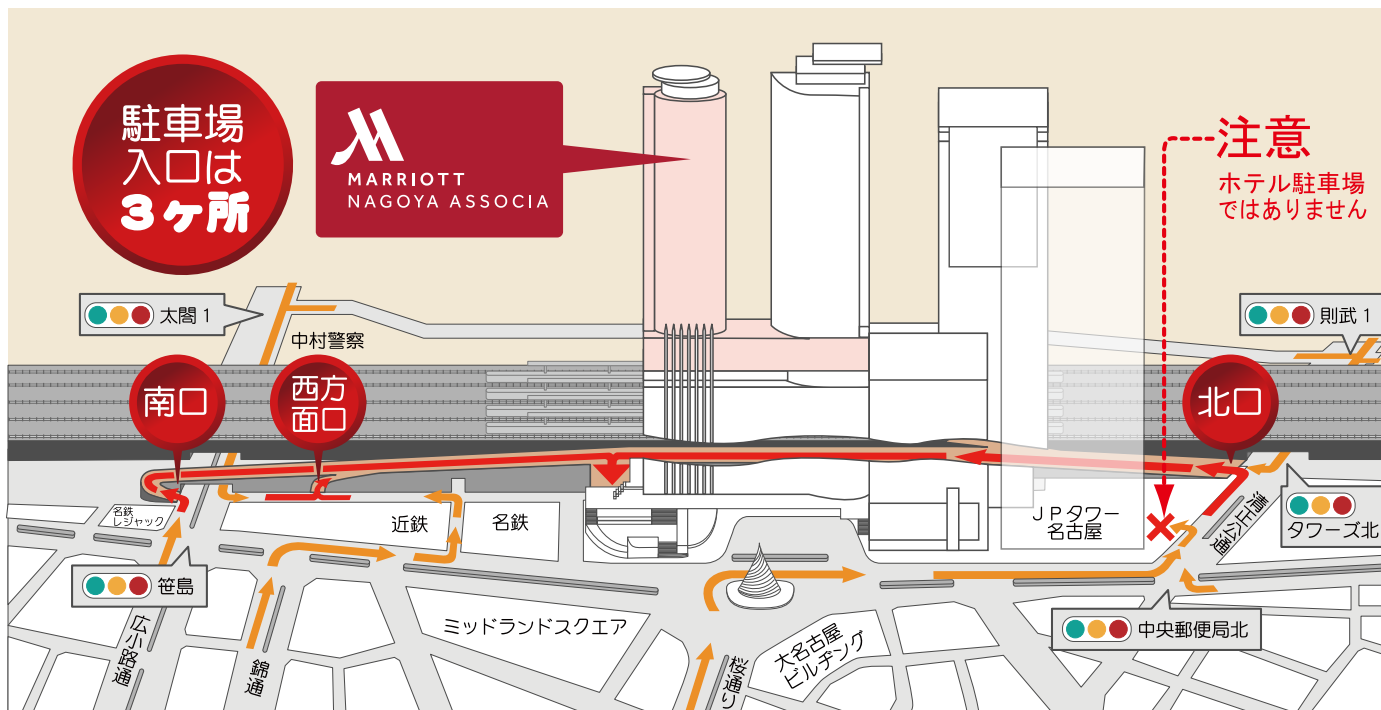 駐車場
入口は
3ヶ所
MARRIOTT
NAGOYA ASSOCIA
注意
ホテル駐車場
ではありません
太閤1
中村警察
則武1
南口
西方
面口
北口
名鉄
レジャック
近鉄
名鉄
JPタワー
名古屋
清正公通
タワーズ北
笹島
広小路通
錦通
ミッドランドスクエア
桜通り
大名古屋
ビルヂング
中央郵便局北